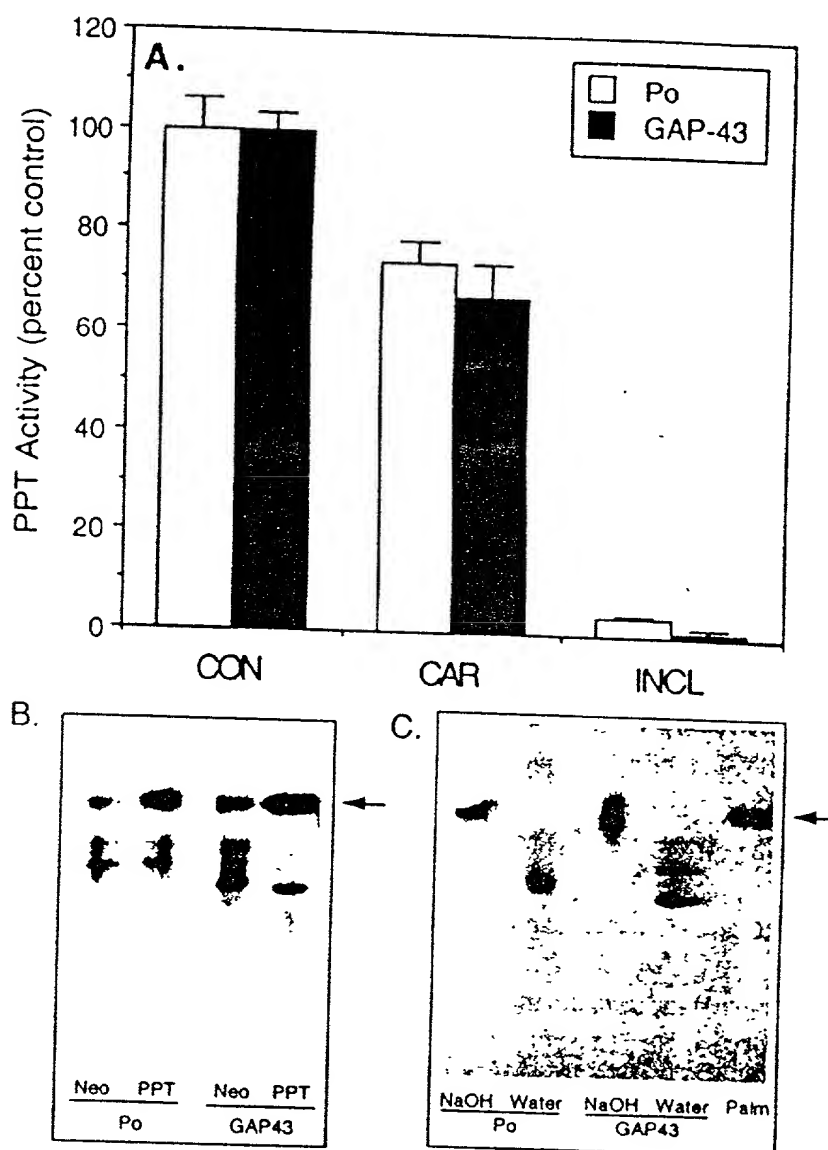 A.
PPT Activity (percent control)
120
100
80
60
40
20
0
Po
GAP-43
CON CAR INCL
B.
Neo PPT Neo PPT
Po GAP43
C.
NaOH Water NaOH Water Palm
Po GAP43